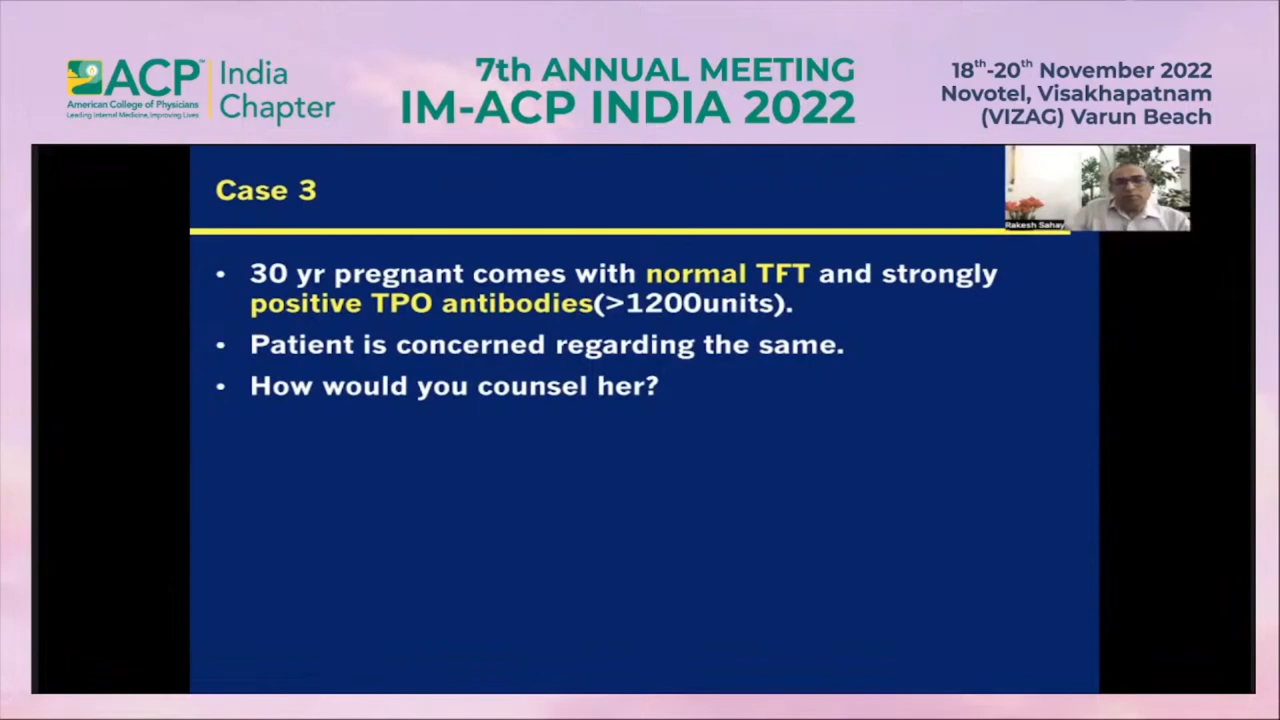 ACP™
American College of Physicians
Leading Internal Medicine, Improving Lives
India
Chapter
7th ANNUAL MEETING
IM-ACP INDIA 2022
18th-20th November 2022
Novotel, Visakhapatnam
(VIZAG) Varun Beach
Case 3
Rakesh Sahay
• 30 yr pregnant comes with normal TFT and strongly
positive TPO antibodies(>1200units).
• Patient is concerned regarding the same.
• How would you counsel her?